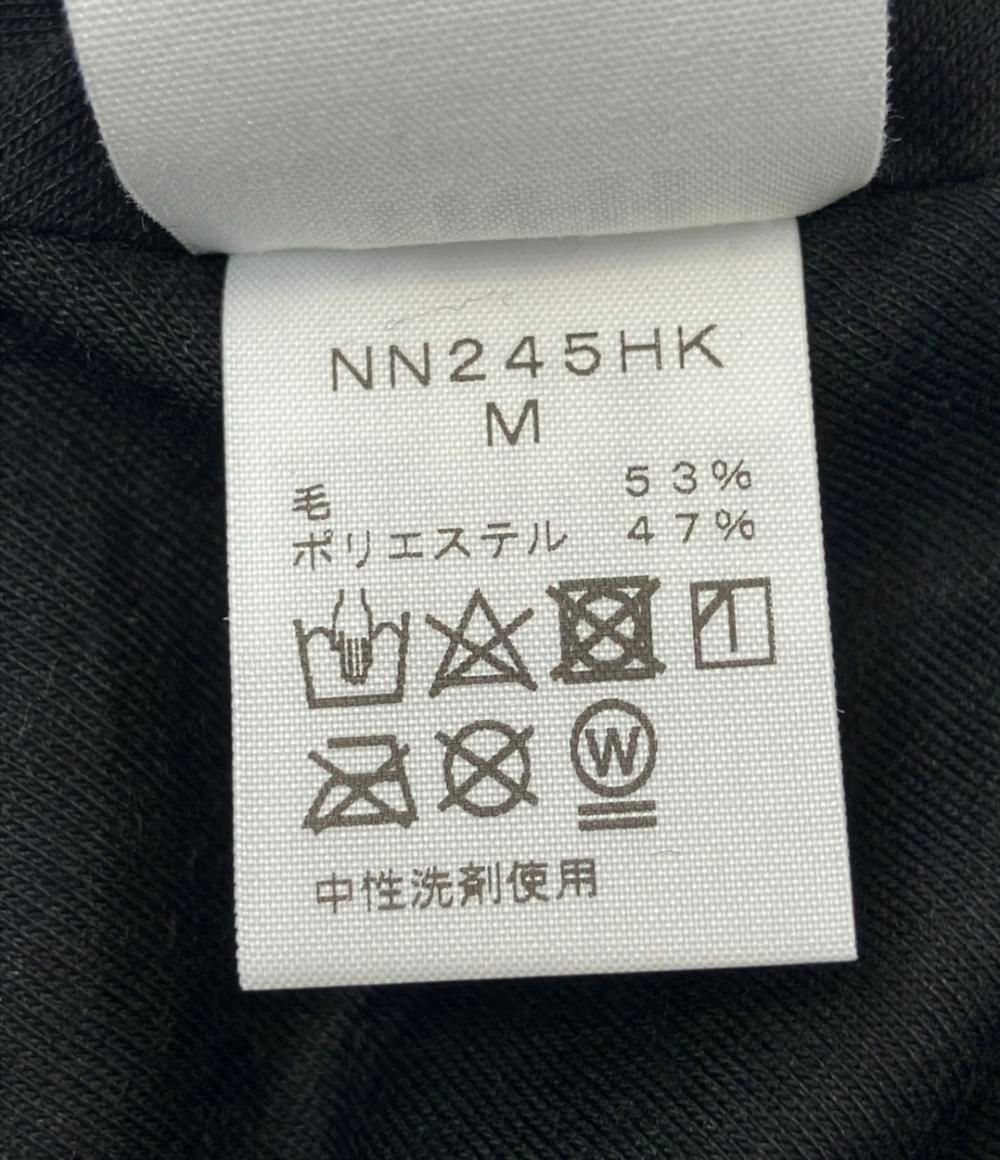 NN245HK
M
毛 53%
ポリエステル 47%
W
中性洗剤使用